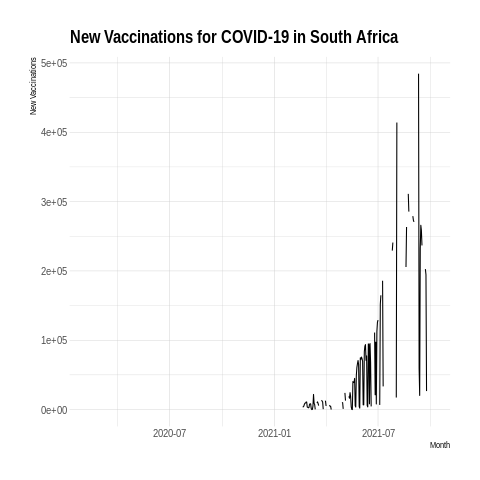 New Vaccinations for COVID-19 in South Africa
New Vaccinations
5e+05
4e+05
3e+05
2e+05
1e+05
0e+00
2020-07 2021-01 2021-07
Month